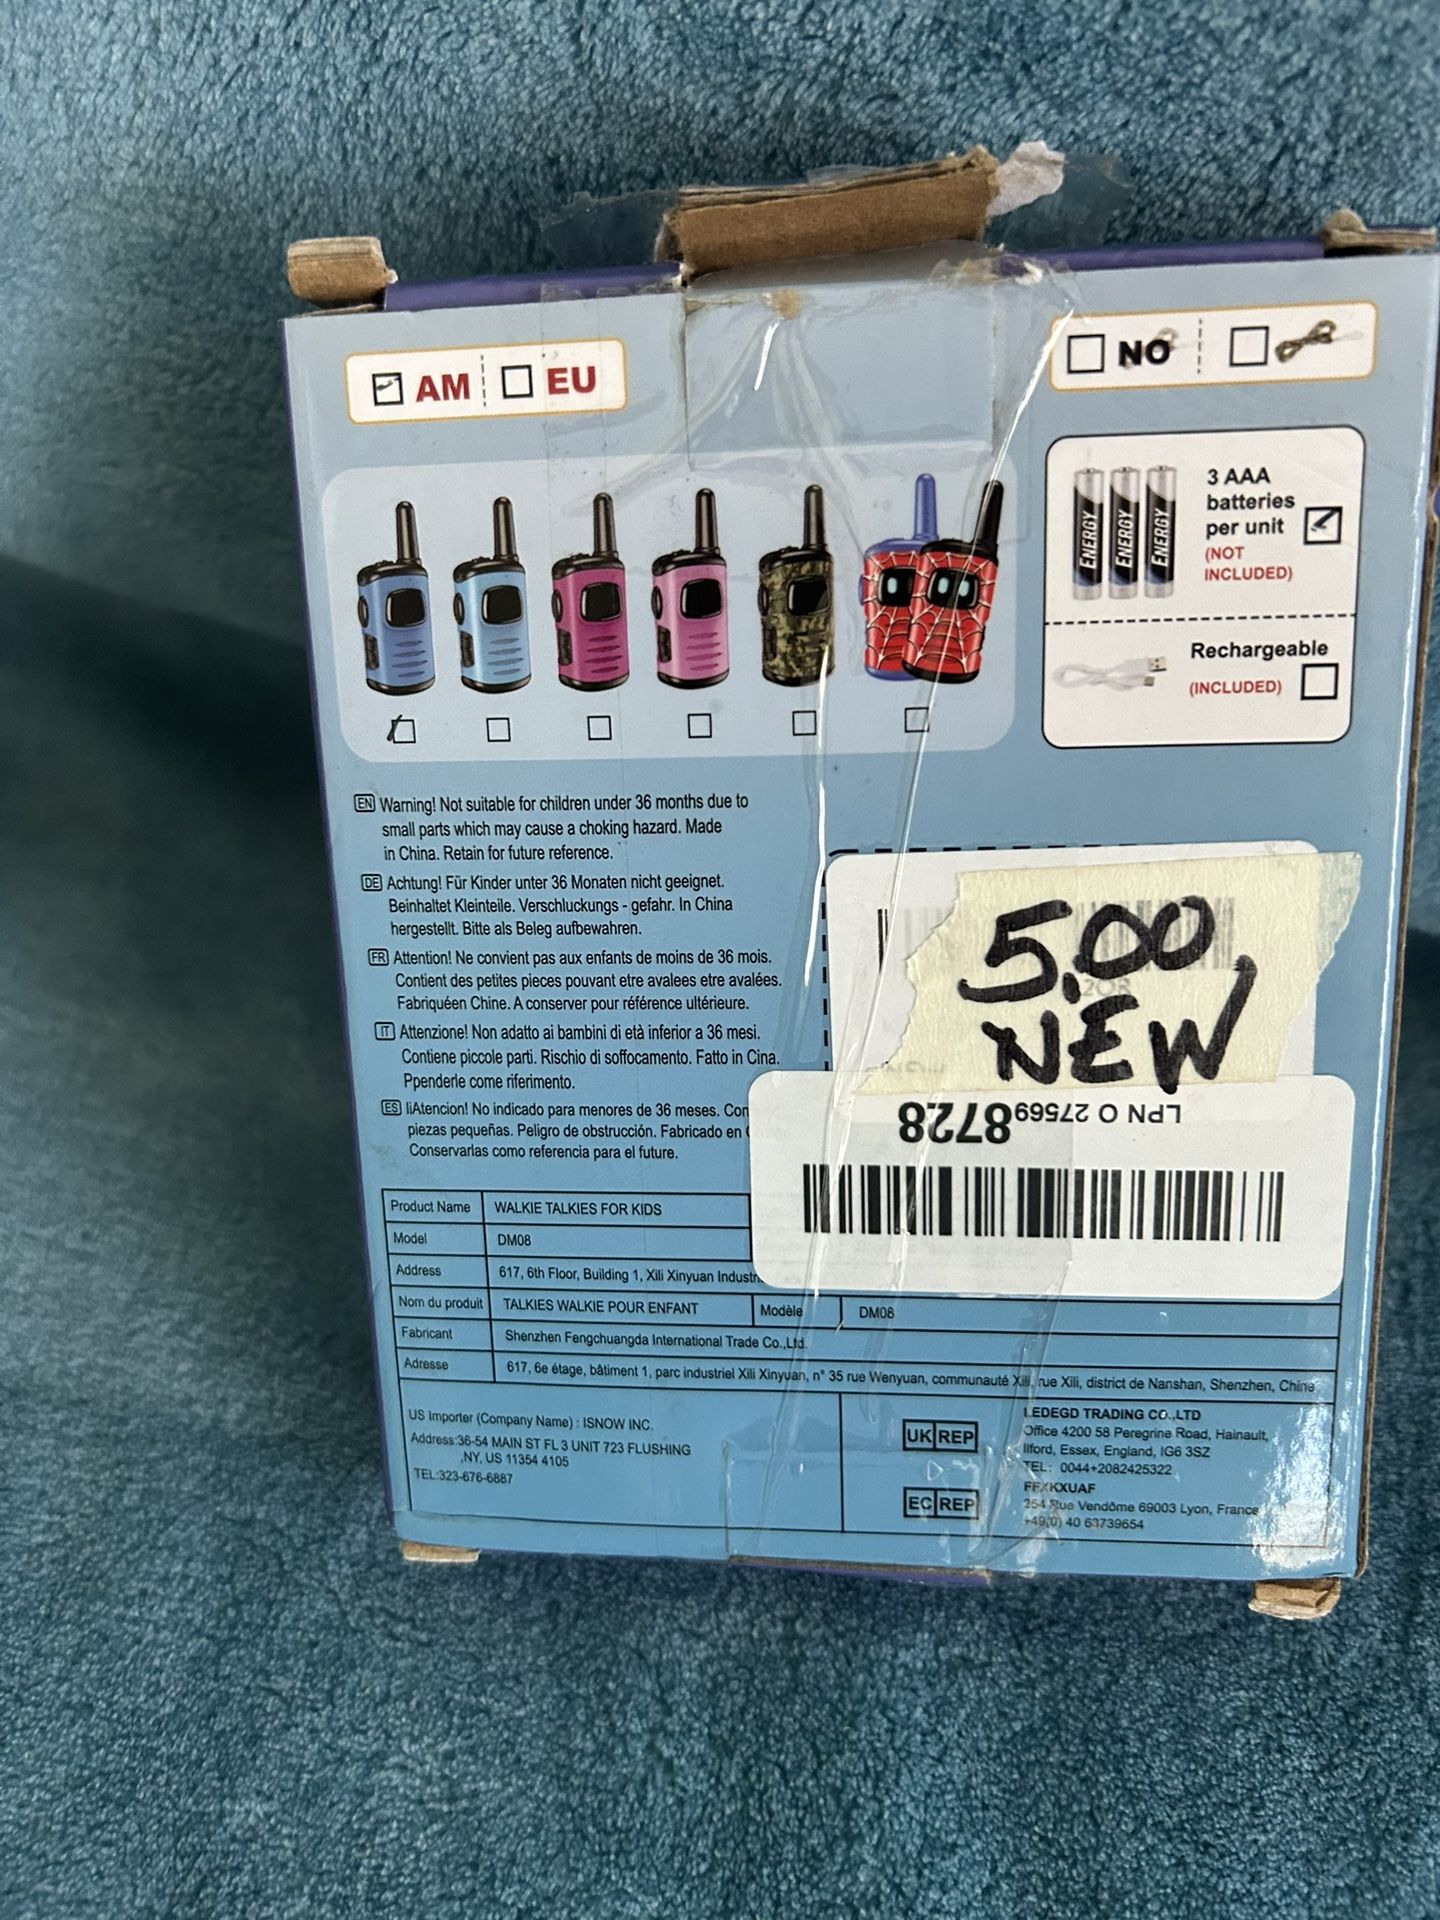 AM EU
NO
ENERGY ENERGY ENERGY
3 AAA
batteries
per unit
(NOT
INCLUDED)
Rechargeable
(INCLUDED)
EN Warning! Not suitable for children under 36 months due to
small parts which may cause a choking hazard. Made
in China. Retain for future reference.
DE Achtung! Für Kinder unter 36 Monaten nicht geeignet.
Beinhaltet Kleinteile. Verschluckungs - gefahr. In China
hergestellt. Bitte als Beleg aufbewahren.
FR Attention! Ne convient pas aux enfants de moins de 36 mois.
Contient des petites pieces pouvant etre avalees etre avalées.
Fabriquéen Chine. A conserver pour référence ultérieure.
IT Attenzione! Non adatto ai bambini di età inferior a 36 mesi.
Contiene piccole parti. Rischio di soffocamento. Fatto in Cina.
Ppenderle come riferimento.
ES IiAtencion! No indicado para menores de 36 meses. Con
piezas pequeñas. Peligro de obstrucción. Fabricado en
Conservarlas como referencia para el future.
5.00
NEW
LPN O 275698728
Product Name WALKIE TALKIES FOR KIDS
Model DM08
Address 617, 6th Floor, Building 1, Xili Xinyuan
Nom du produit TALKIES WALKIE POUR ENFANT Modèle DM08
Fabricant Shenzhen Fengchuangda International Trade Co.,Ltd.
Adresse 617, 6e étage, bâtiment 1, parc industriel Xili Xinyuan, n° 35 rue Wenyuan, communauté Xili, rue Xili, district de Nanshan, Shenzhen, Chine
US Importer (Company Name) : ISNOW INC.
Address:36-54 MAIN ST FL 3 UNIT 723 FLUSHING
,NY, US 11354 4105
TEL:323-676-6887
UK REP
LEDEGD TRADING CO.,LTD
Office 4200 58 Peregrine Road, Hainault,
Ilford, Essex, England, IG6 3SZ
TEL: 0044+2082425322
EC REP
254 Rue Vendôme 69003 Lyon, France
+49(0) 40 63739654